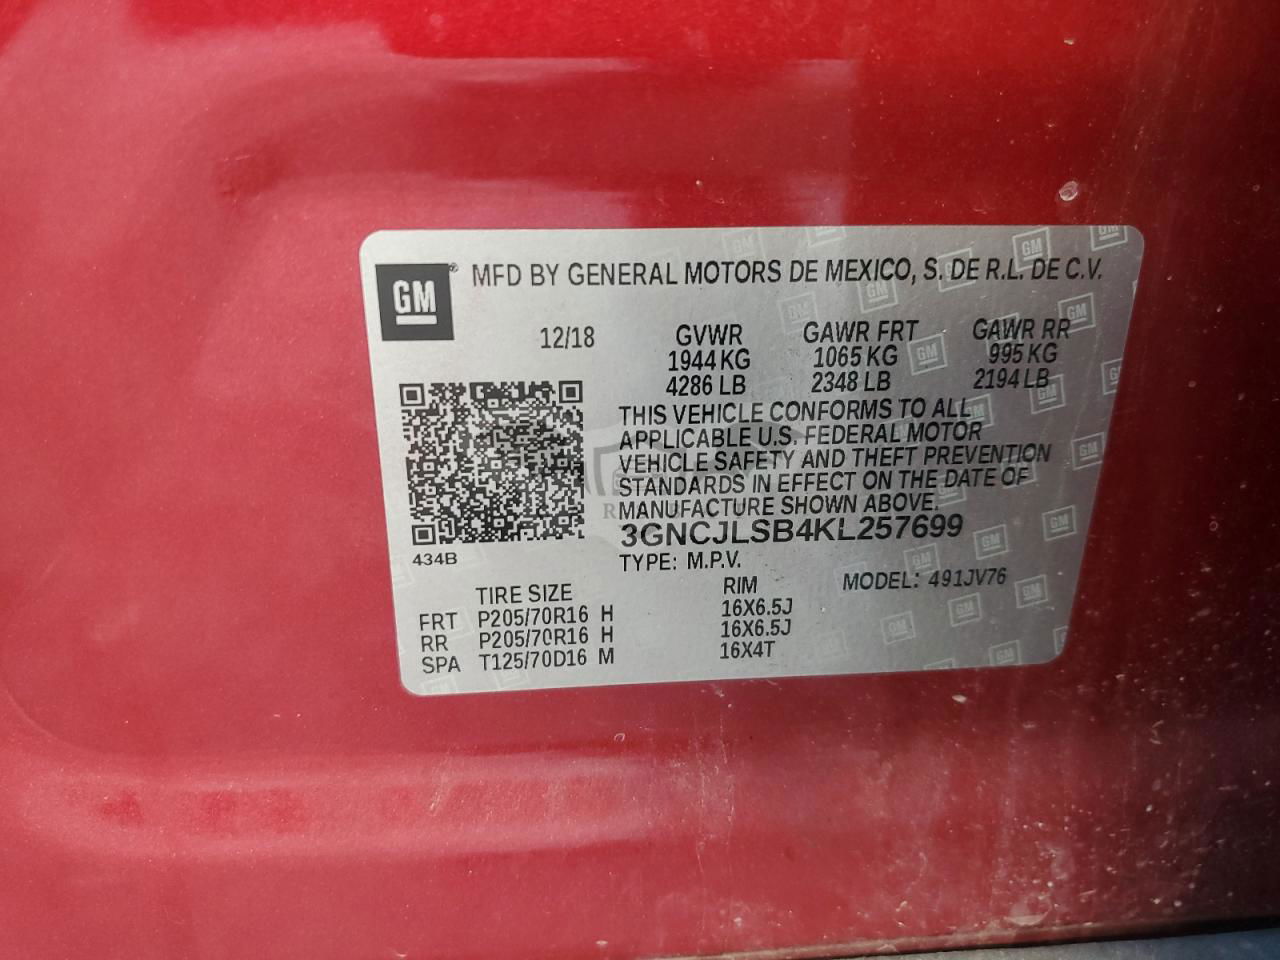 GM® MFD BY GENERAL MOTORS DE MEXICO, S. DE R.L. DE C.V.
12/18 GVWR GAWR FRT GAWR RR
1944 KG 1065 KG 995 KG
4286 LB 2348 LB 2194 LB
THIS VEHICLE CONFORMS TO ALL
APPLICABLE U.S. FEDERAL MOTOR
VEHICLE SAFETY AND THEFT PREVENTION
STANDARDS IN EFFECT ON THE DATE OF
MANUFACTURE SHOWN ABOVE.
3GNCJLSB4KL257699
434B
TYPE: M.P.V.
TIRE SIZE RIM MODEL: 491JV76
FRT P205/70R16 H 16X6.5J
RR P205/70R16 H 16X6.5J
SPA T125/70D16 M 16X4T